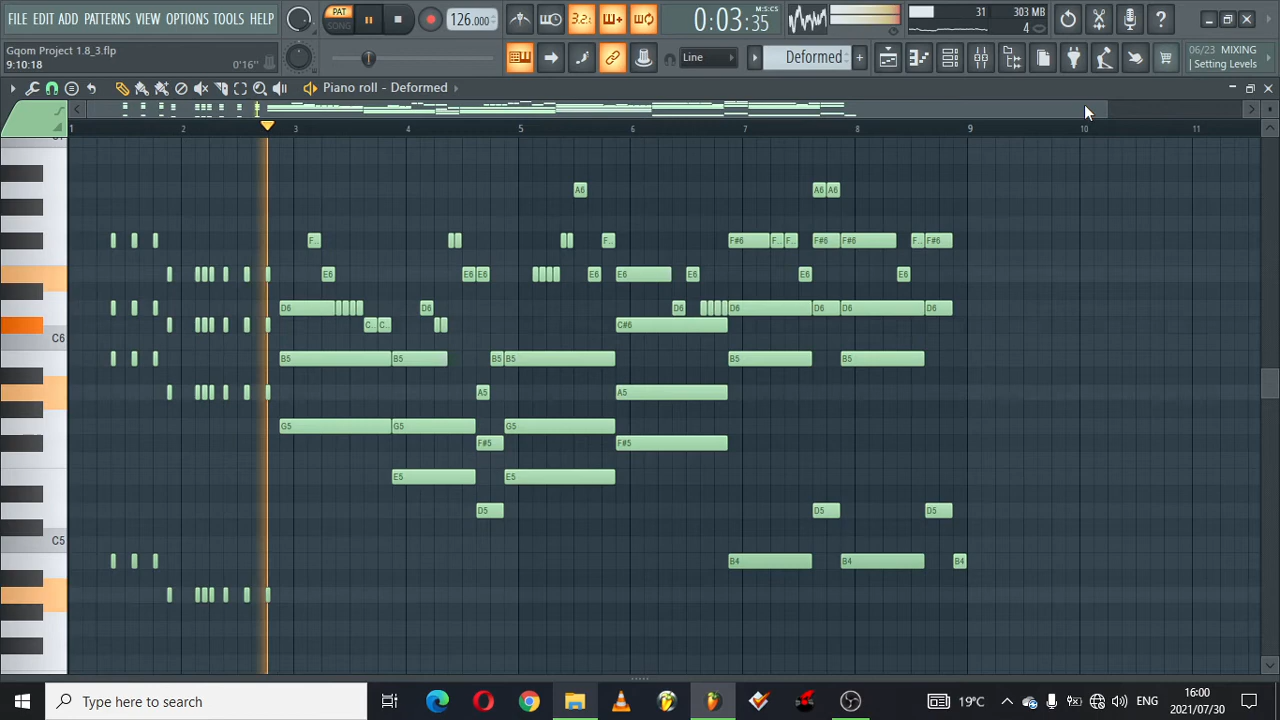 FILE EDIT ADD PATTERNS VIEW OPTIONS TOOLS HELP
PAT
SONG
126.000
3.2
0:03:35
M:S:CS
31
303 MB
4
Gqom Project 1.8_3.flp
9:10:18
0'16"
Line
Deformed
06/23 MIXING
Setting Levels
Piano roll - Deformed
1 2 3 4 5 6 7 8 9 10 11
A6 A6 A6
F.. F.. F#6 F.. F.. F#6 F#6 F.. F#6
E6 E6 E6 E6 E6 E6 E6 E6
D6 D6 D6 D6 D6 D6 D6
C6 C.. C.. C#6
B5 B5 B5 B5 B5 B5
A5 A5
G5 G5 G5
F#5 F#5
E5 E5
D5 D5 D5
C5
B4 B4 B4
Type here to search
19°C
ENG
16:00
2021/07/30